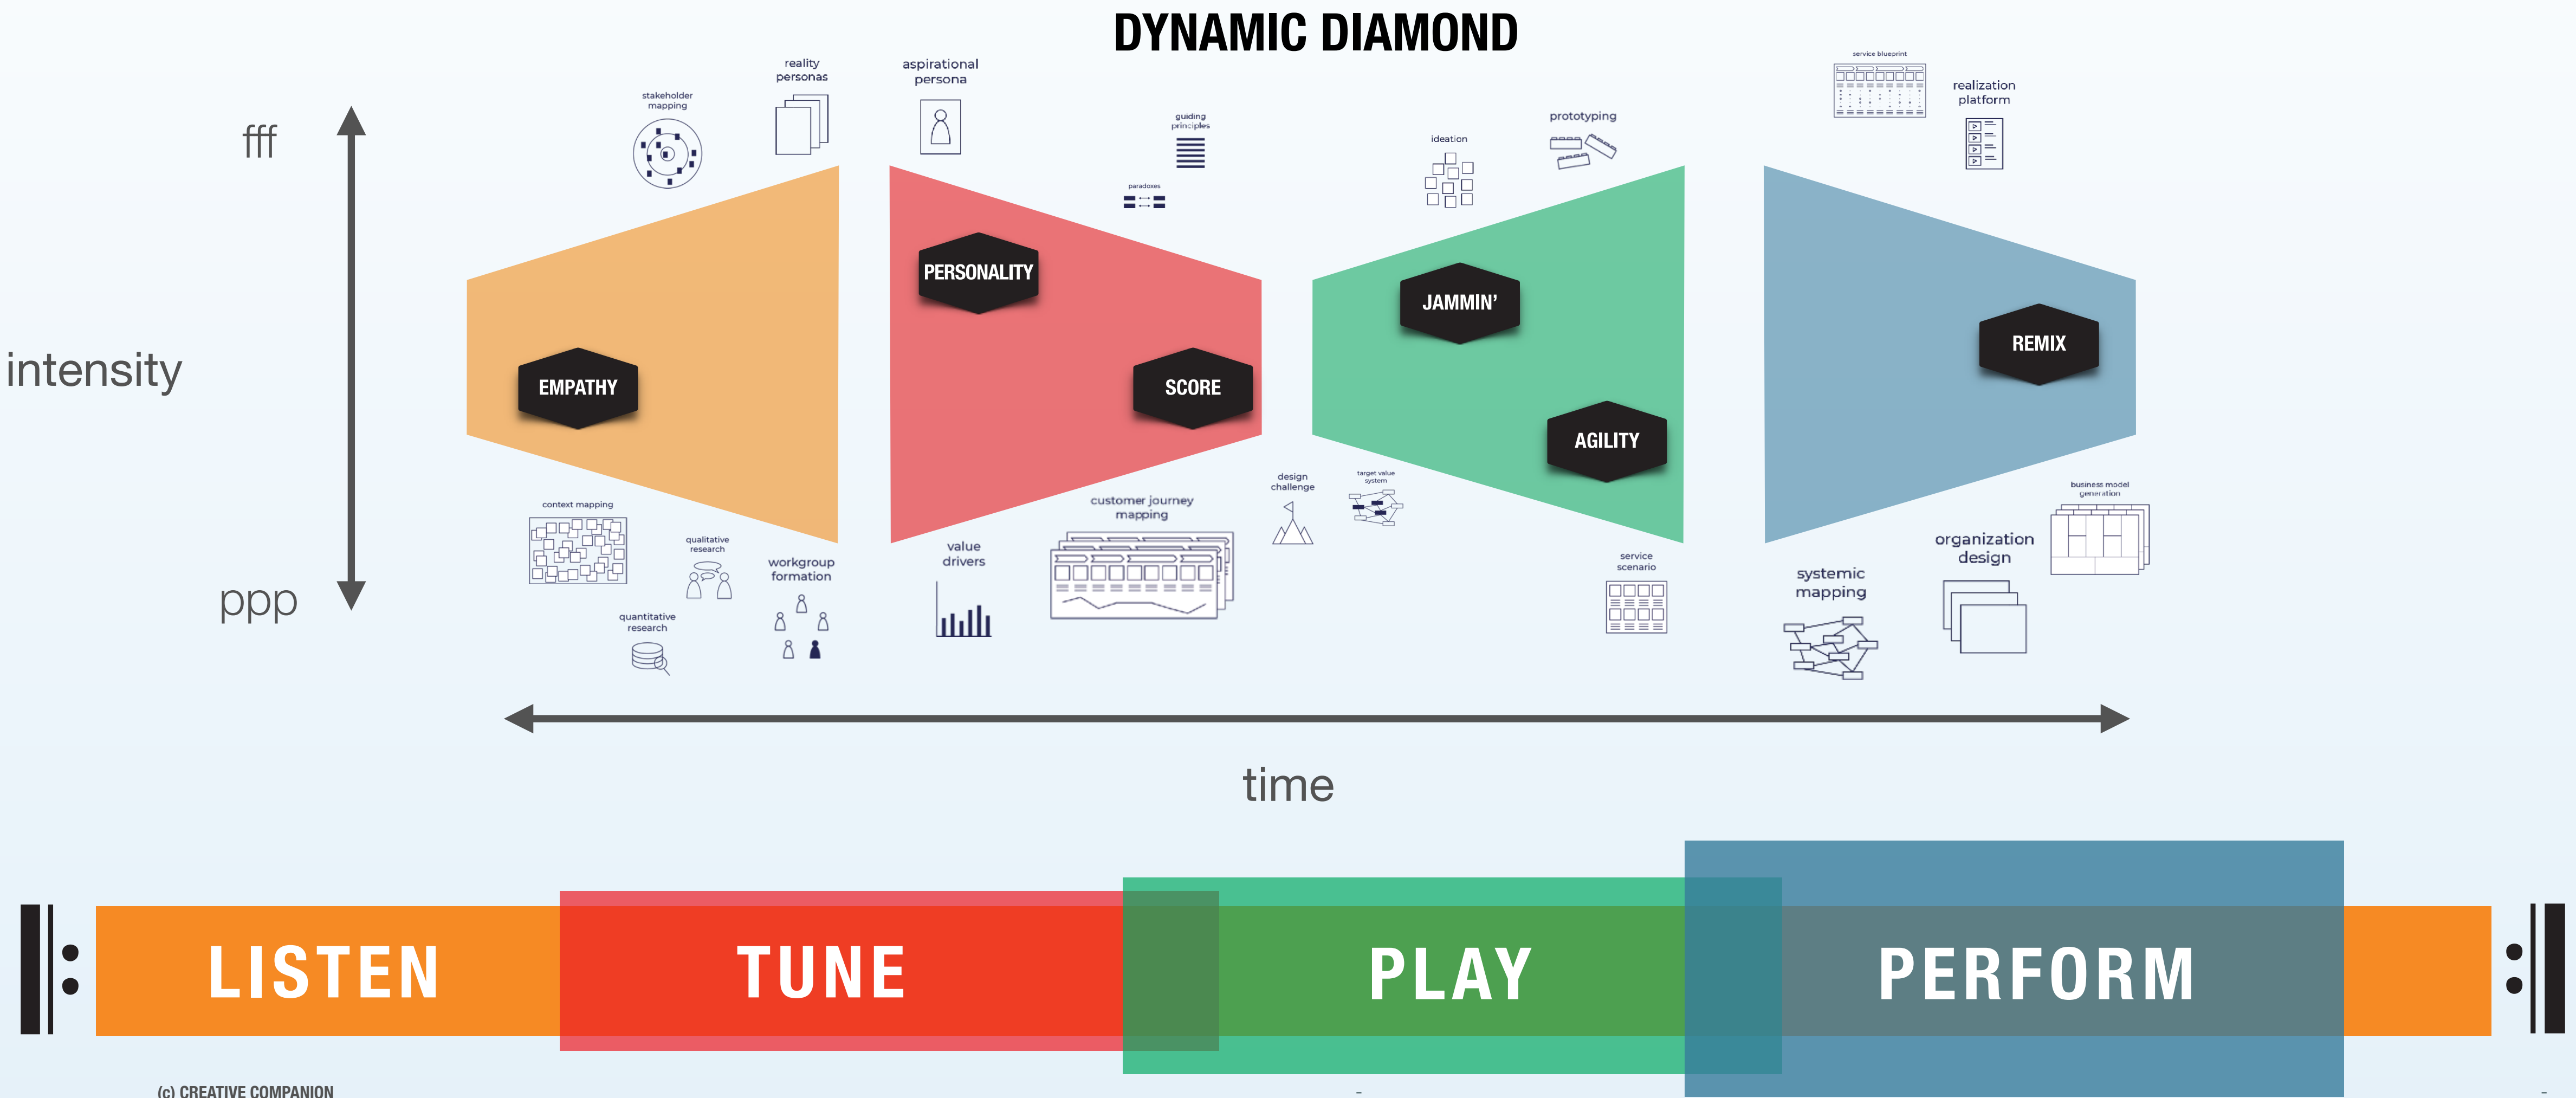 DYNAMIC DIAMOND
service blueprint
reality
personas
aspirational
persona
stakeholder
mapping
guiding
principles
prototyping
realization
platform
fff
ideation
paradoxes
PERSONALITY
JAMMIN'
REMIX
intensity
EMPATHY
SCORE
AGILITY
context mapping
qualitative
research
workgroup
formation
quantitative
research
value
drivers
customer journey
mapping
design
challenge
target value
system
service
scenario
systemic
mapping
organization
design
business model
generation
ppp
time
LISTEN
TUNE
PLAY
PERFORM
(c) CREATIVE COMPANION